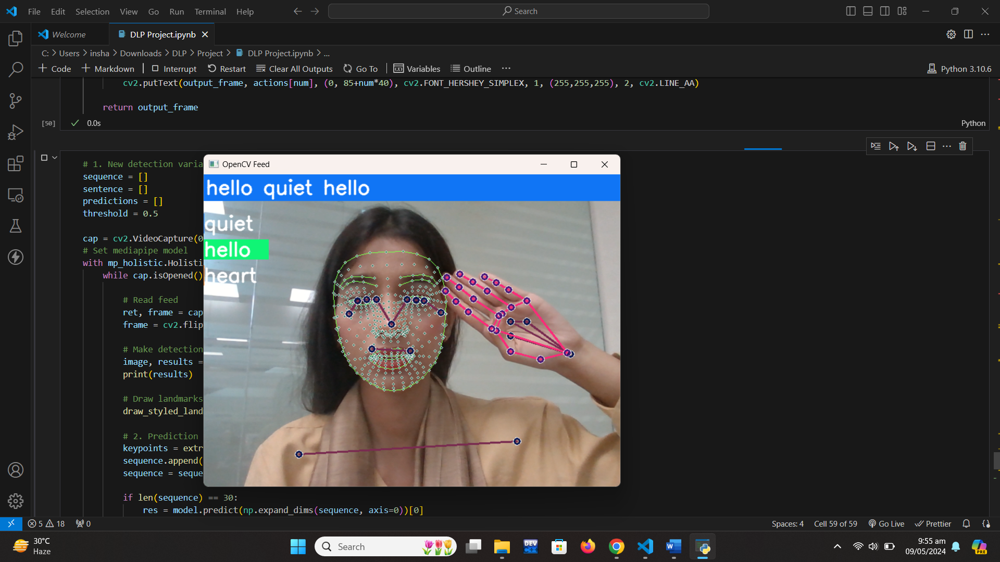 File Edit Selection View Go Run Terminal Help
Search
Welcome
DLP Project.ipynb
C: > Users > insha > Downloads > DLP > Project > DLP Project.ipynb > ...
+ Code + Markdown Interrupt Restart Clear All Outputs Go To Variables Outline ... Python 3.10.6
cv2.putText(output_frame, actions[num], (0, 85+num*40), cv2.FONT_HERSHEY_SIMPLEX, 1, (255,255,255), 2, cv2.LINE_AA)
return output_frame
[50] 0.0s Python
# 1. New detection varia
sequence = []
sentence = []
predictions = []
threshold = 0.5
cap = cv2.VideoCapture(0
# Set mediapipe model
with mp_holistic.Holisti
while cap.isOpened()
# Read feed
ret, frame = cap
frame = cv2.flip
# Make detection
image, results =
print(results)
# Draw landmarks
draw_styled_land
# 2. Prediction
keypoints = extr
sequence.append(
sequence = seque
if len(sequence) == 30:
res = model.predict(np.expand_dims(sequence, axis=0))[0]
OpenCV Feed
hello quiet hello
quiet
hello
heart
5 18 0
Spaces: 4 Cell 59 of 59 Go Live Prettier
30°C
Haze
Search
DEV
C++
W
PRE
9:55 am
09/05/2024